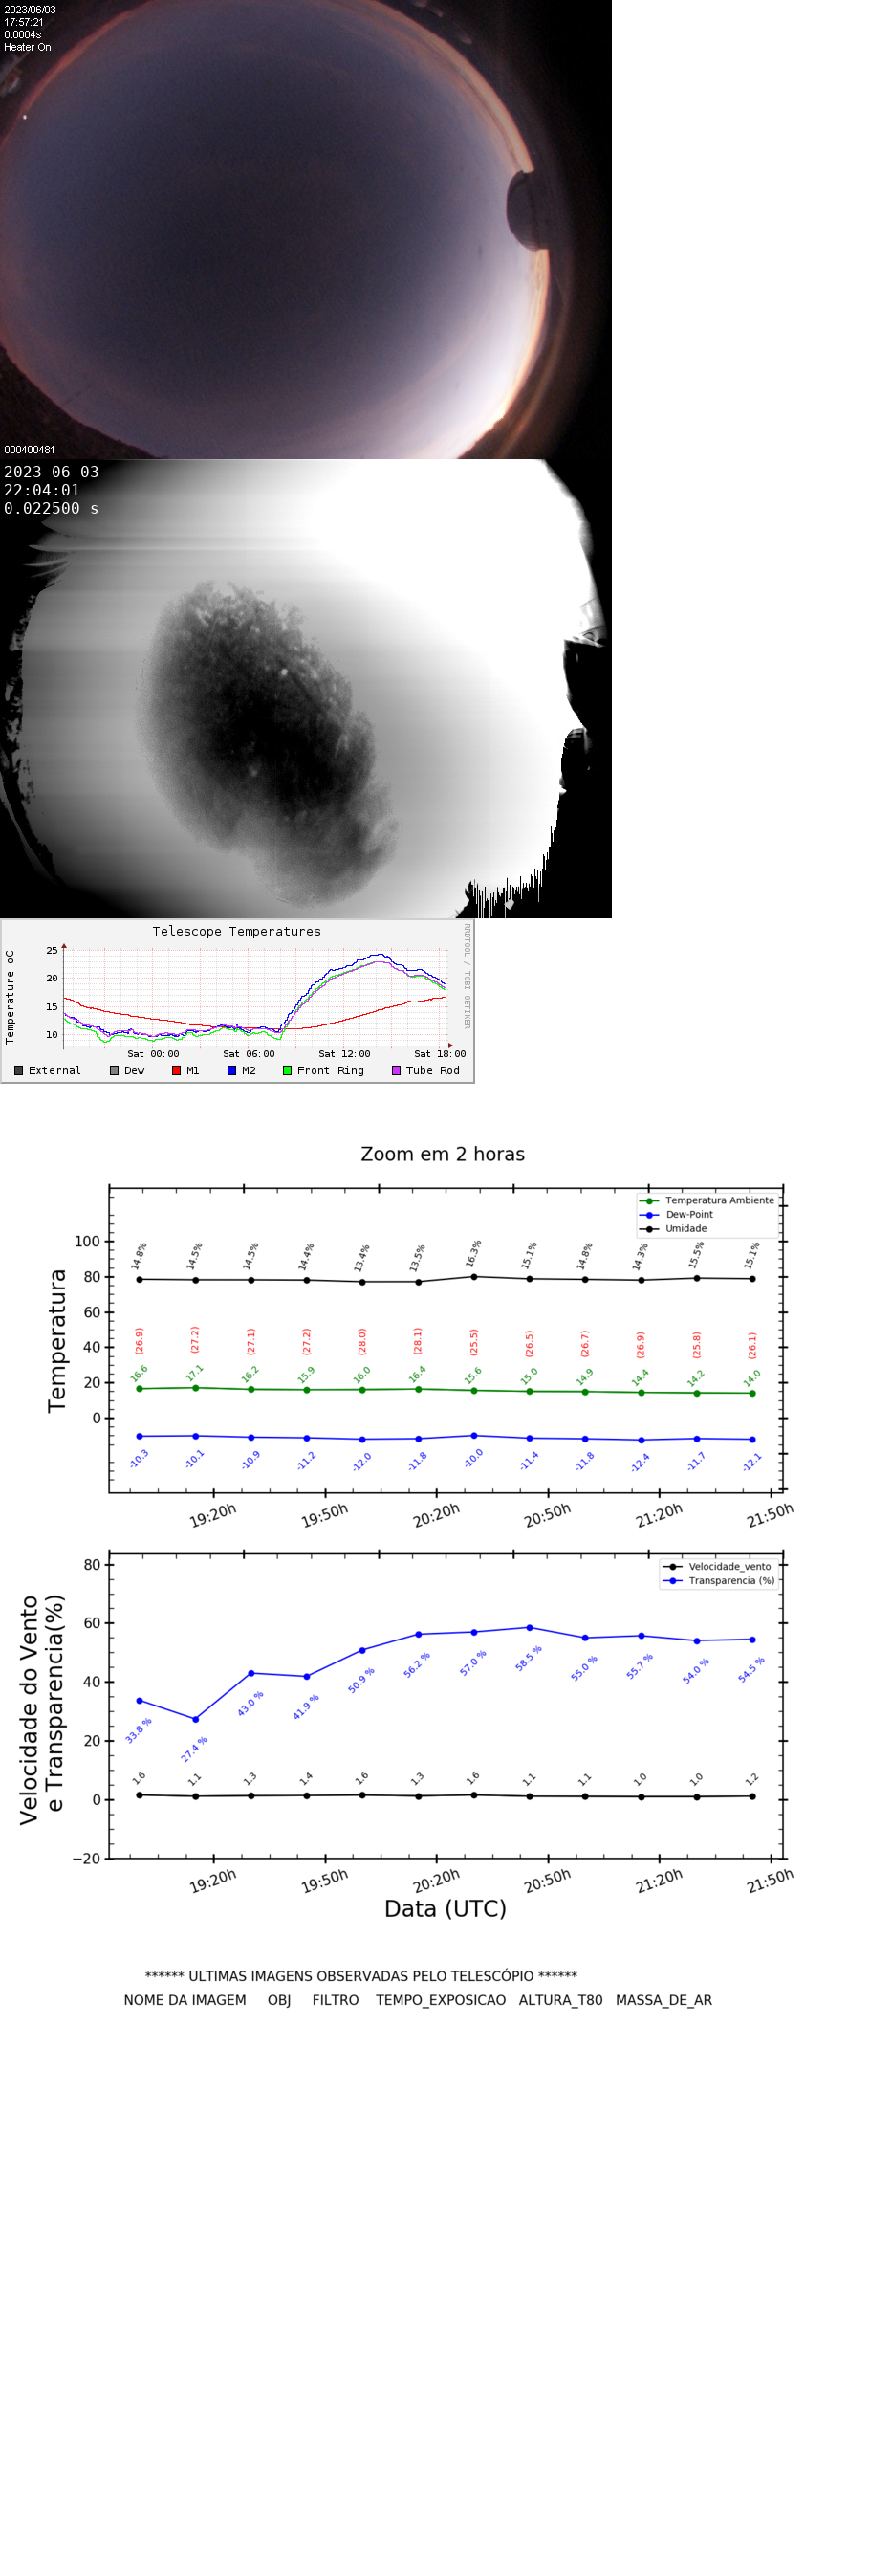 2023/06/03
17:57:21
0.0004s
Heater On
000400481
2023-06-03
22:04:01
0.022500 s
Telescope Temperatures
RRDTOOL / TOBI OETIKER
Temperature oC
25
20
15
10
Sat 00:00 Sat 06:00 Sat 12:00 Sat 18:00
External Dew M1 M2 Front Ring Tube Rod
Zoom em 2 horas
Temperatura Ambiente
Dew-Point
Umidade
Temperatura
100
80
60
40
20
0
14.8% 14.5% 14.5% 14.4% 13.4% 13.5% 16.3% 15.1% 14.8% 14.3% 15.5% 15.1%
(26.9) (27.2) (27.1) (27.2) (28.0) (28.1) (25.5) (26.5) (26.7) (26.9) (25.8) (26.1)
16.6 17.1 16.2 15.9 16.0 16.4 15.6 15.0 14.9 14.4 14.2 14.0
-10.3 -10.1 -10.9 -11.2 -12.0 -11.8 -10.0 -11.4 -11.8 -12.4 -11.7 -12.1
19:20h 19:50h 20:20h 20:50h 21:20h 21:50h
Velocidade_vento
Transparencia (%)
Velocidade do Vento
e Transparencia(%)
80
60
40
20
0
−20
33.8 % 27.4 % 43.0 % 41.9 % 50.9 % 56.2 % 57.0 % 58.5 % 55.0 % 55.7 % 54.0 % 54.5 %
1.6 1.1 1.3 1.4 1.6 1.3 1.6 1.1 1.1 1.0 1.0 1.2
19:20h 19:50h 20:20h 20:50h 21:20h 21:50h
Data (UTC)
****** ULTIMAS IMAGENS OBSERVADAS PELO TELESCÓPIO ******
NOME DA IMAGEM OBJ FILTRO TEMPO_EXPOSICAO ALTURA_T80 MASSA_DE_AR